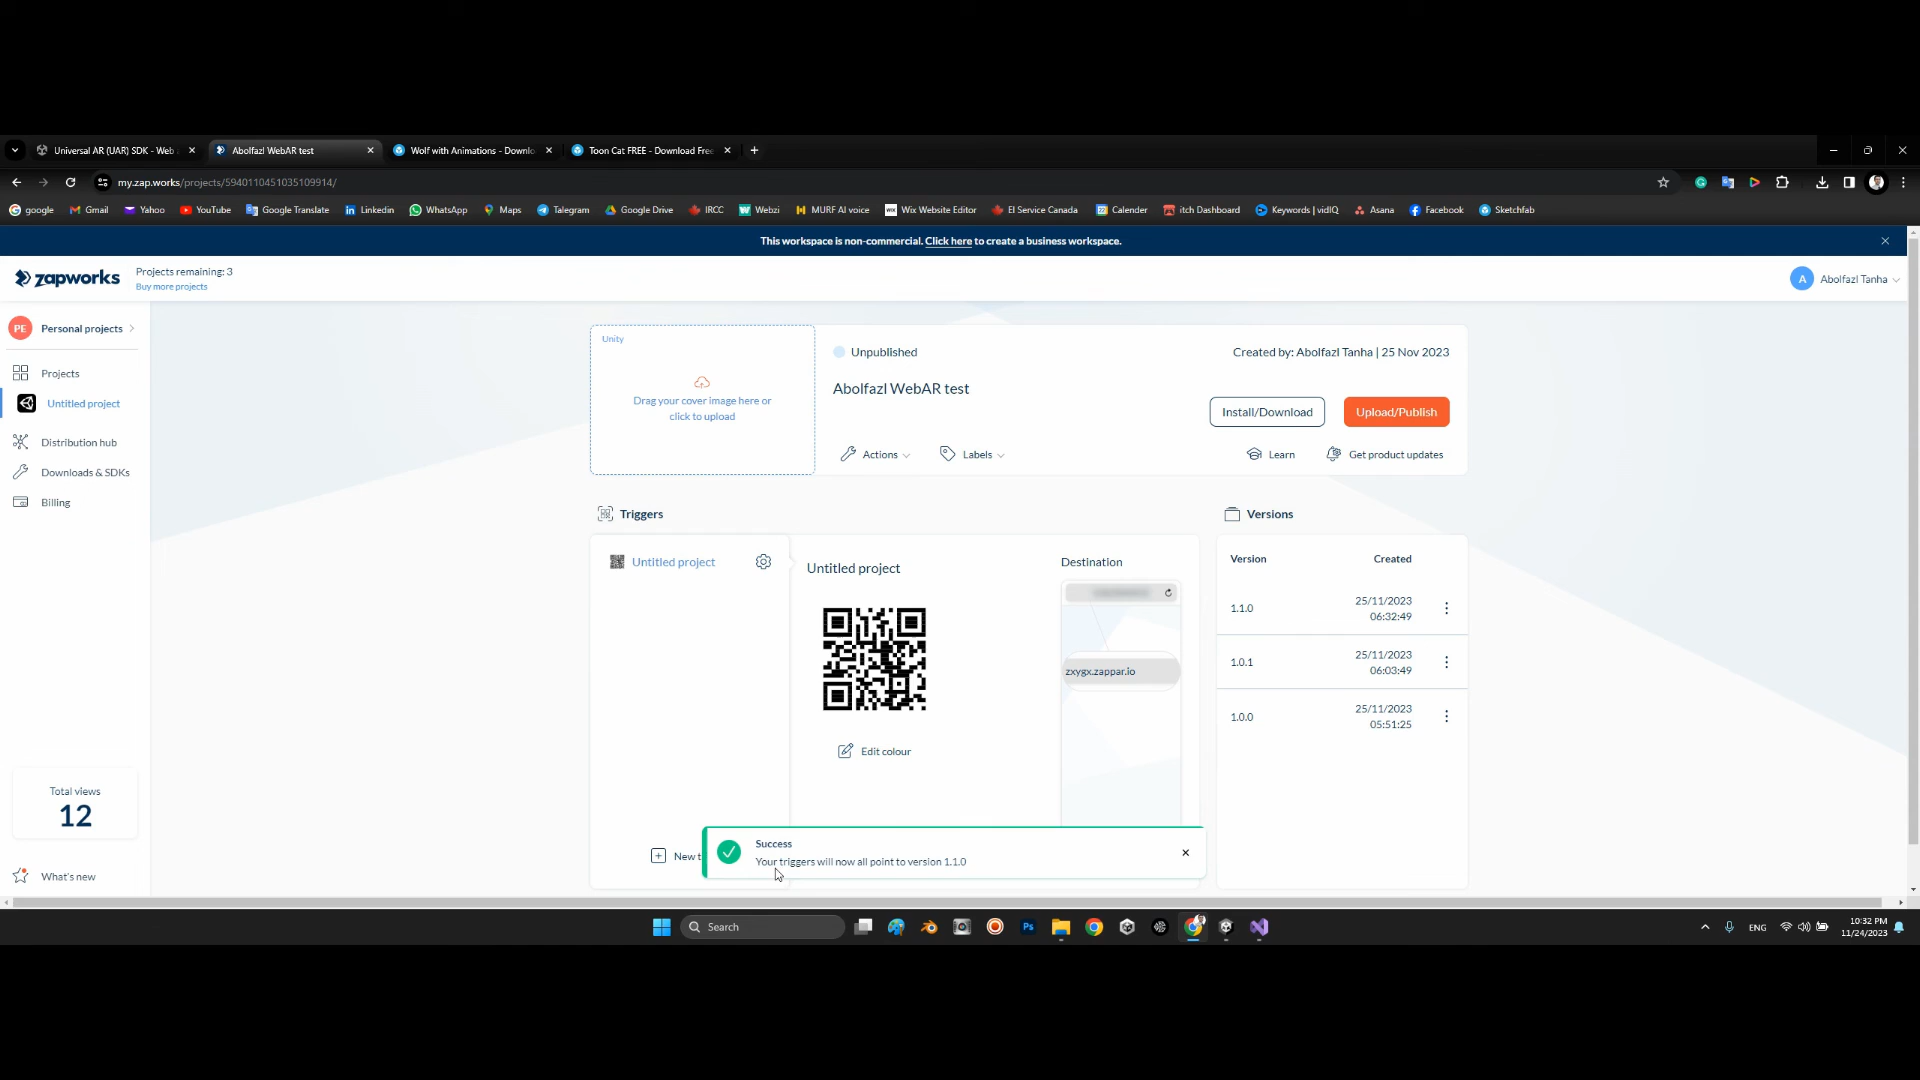 Universal AR (UAR) SDK - Web
Abolfazl WebAR test
Wolf with Animations - Downlo
Toon Cat FREE - Download Free
my.zap.works/projects/5940110451035109914/
google
Gmail
Yahoo
YouTube
Google Translate
Linkedin
WhatsApp
Maps
Talegram
Google Drive
IRCC
Webzi
MURF AI voice
Wix Website Editor
EI Service Canada
Calender
itch Dashboard
Keywords | vidIQ
Asana
Facebook
Sketchfab
This workspace is non-commercial. Click here to create a business workspace.
zapworks
Projects remaining: 3
Buy more projects
A
Abolfazl Tanha
PE
Personal projects
Projects
Untitled project
Distribution hub
Downloads & SDKs
Billing
Total views
12
What's new
Unity
Drag your cover image here or
click to upload
Unpublished
Created by: Abolfazl Tanha | 25 Nov 2023
Abolfazl WebAR test
Install/Download
Upload/Publish
Actions
Labels
Learn
Get product updates
Triggers
Untitled project
Untitled project
Edit colour
Destination
zxygx.zappar.io
New t
Success
Your triggers will now all point to version 1.1.0
Versions
Version
Created
1.1.0
25/11/2023
06:32:49
1.0.1
25/11/2023
06:03:49
1.0.0
25/11/2023
05:51:25
Search
Ps
ENG
10:32 PM
11/24/2023